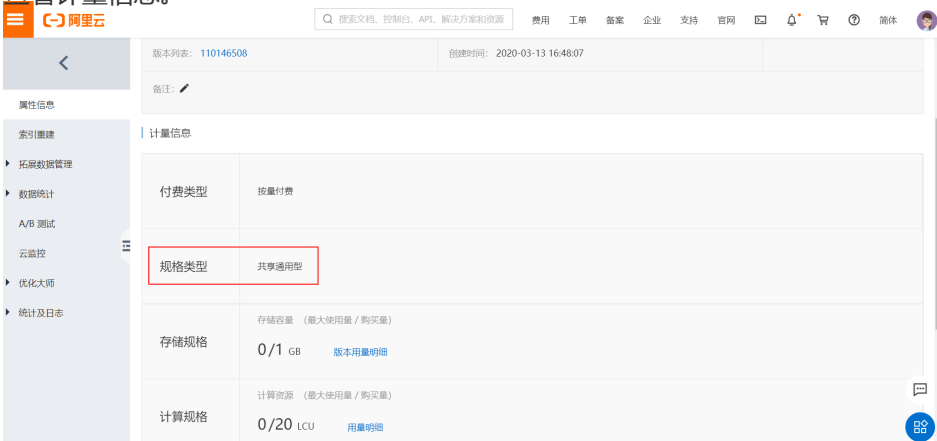 查看计量信息。
阿里云
搜索文档、控制台、API、解决方案和资源
费用 工单 备案 企业 支持 官网 简体
版本列表： 110146508 创建时间： 2020-03-13 16:48:07
备注：
属性信息
索引重建
拓展数据管理
数据统计
A/B 测试
云监控
优化大师
统计及日志
计量信息
付费类型 按量付费
规格类型 共享通用型
存储规格
存储容量 （最大使用量 / 购买量）
0/1 GB 版本用量明细
计算规格
计算资源 （最大使用量 / 购买量）
0/20 LCU 用量明细